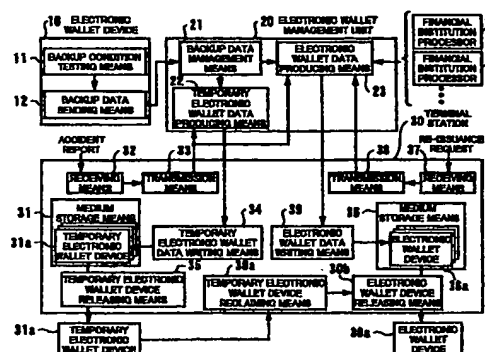 10
ELECTRONIC
WALLET DEVICE
11
BACKUP CONDITION
TESTING MEANS
12
BACKUP DATA
SENDING MEANS
21
20
ELECTRONIC WALLET
MANAGEMENT UNIT
BACKUP DATA
MANAGEMENT
MEANS
ELECTRONIC
WALLET DATA
PRODUCING MEANS
22
23
TEMPORARY
ELECTRONIC
WALLET DATA
PRODUCING MEANS
FINANCIAL
INSTITUTION
PROCESSOR
FINANCIAL
INSTITUTION
PROCESSOR
TERMINAL
STATION
30
ACCIDENT
REPORT
32
33
RE-ISSUANCE
REQUEST
38
37
RECEIVING
MEANS
TRANSMISSION
MEANS
TRANSMISSION
MEANS
RECEIVING
MEANS
31
MEDIUM
STORAGE MEANS
31a
TEMPORARY
ELECTRONIC
WALLET DEVICE
34
TEMPORARY
ELECTRONIC WALLET
DATA WRITING MEANS
39
ELECTRONIC
WALLET DATA
WRITING MEANS
36
MEDIUM
STORAGE MEANS
ELECTRONIC
WALLET
DEVICE
36a
35
TEMPORARY ELECTRONIC
WALLET DEVICE
RELEASING MEANS
TEMPORARY ELECTRONIC
WALLET DEVICE
RECLAIMING MEANS
30b
ELECTRONIC
WALLET DEVICE
RELEASING MEANS
31a
TEMPORARY
ELECTRONIC
WALLET DEVICE
ELECTRONIC
WALLET
DEVICE